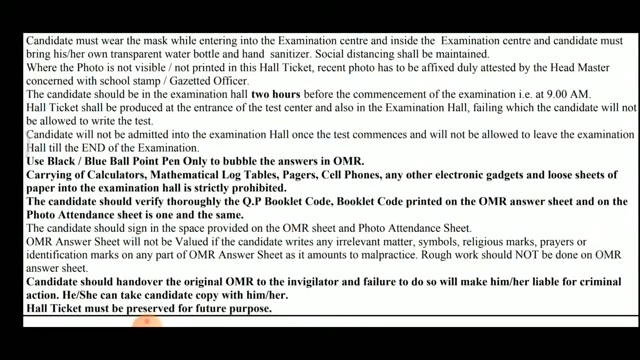 Candidate must wear the mask while entering into the Examination centre and inside the Examination centre and candidate must
bring his/her own transparent water bottle and hand sanitizer. Social distancing shall be maintained.
Where the Photo is not visible / not printed in this Hall Ticket, recent photo has to be affixed duly attested by the Head Master
concerned with school stamp / Gazetted Officer.
The candidate should be in the examination hall two hours before the commencement of the examination i.e. at 9.00 AM.
Hall Ticket shall be produced at the entrance of the test center and also in the Examination Hall, failing which the candidate will not
be allowed to write the test.
Candidate will not be admitted into the examination Hall once the test commences and will not be allowed to leave the examination
Hall till the END of the Examination.
Use Black / Blue Ball Point Pen Only to bubble the answers in OMR.
Carrying of Calculators, Mathematical Log Tables, Pagers, Cell Phones, any other electronic gadgets and loose sheets of
paper into the examination hall is strictly prohibited.
The candidate should verify thoroughly the Q.P Booklet Code, Booklet Code printed on the OMR answer sheet and on the
Photo Attendance sheet is one and the same.
The candidate should sign in the space provided on the OMR sheet and Photo Attendance Sheet.
OMR Answer Sheet will not be Valued if the candidate writes any irrelevant matter, symbols, religious marks, prayers or
identification marks on any part of OMR Answer Sheet as it amounts to malpractice. Rough work should NOT be done on OMR
answer sheet.
Candidate should handover the original OMR to the invigilator and failure to do so will make him/her liable for criminal
action. He/She can take candidate copy with him/her.
Hall Ticket must be preserved for future purpose.